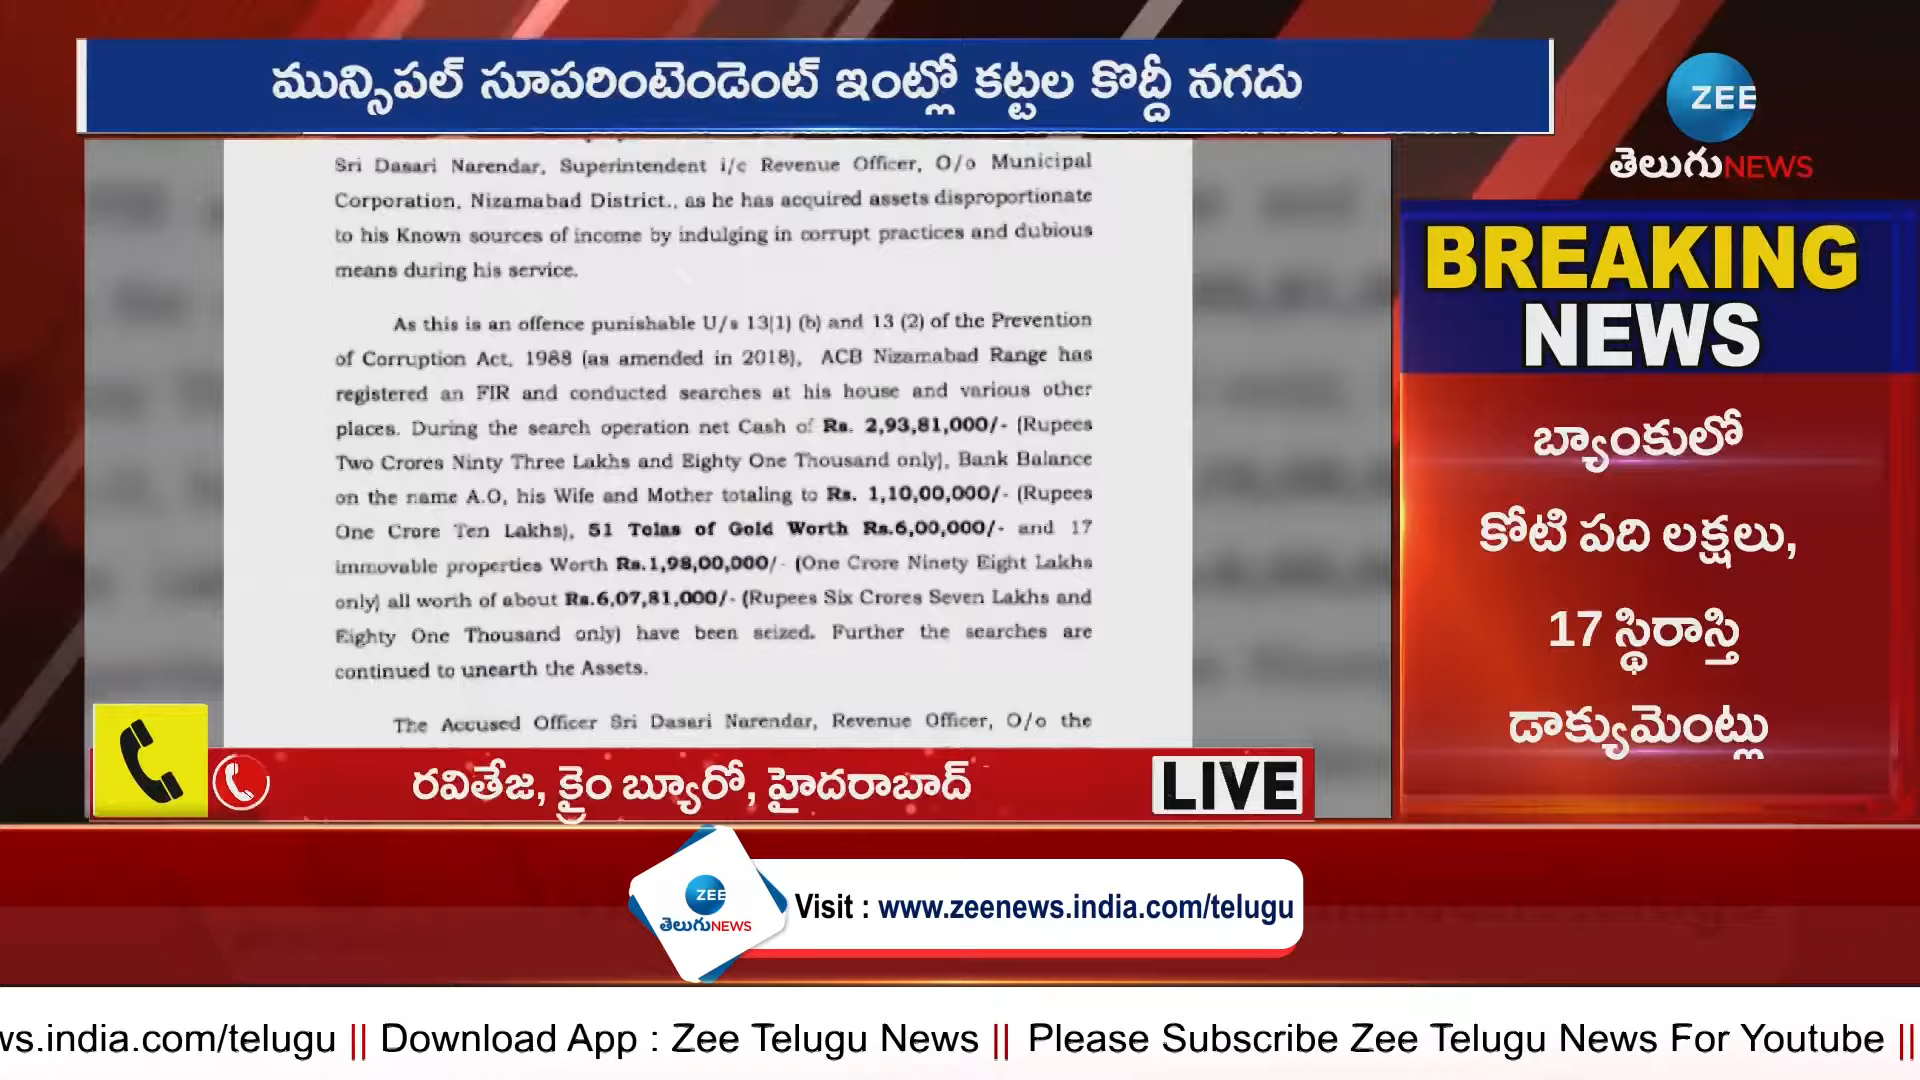 మున్సిపల్ సూపరింటెండెంట్ ఇంట్లో కట్టల కొద్దీ నగదు
ZEE
తెలుగు NEWS
Sri Dasari Narendar, Superintendent i/c Revenue Officer, O/o Municipal
Corporation, Nizamabad District., as he has acquired assets disproportionate
to his Known sources of income by indulging in corrupt practices and dubious
means during his service.
As this is an offence punishable U/s 13(1) (b) and 13 (2) of the Prevention
of Corruption Act, 1988 (as amended in 2018), ACB Nizamabad Range has
registered an FIR and conducted searches at his house and various other
places. During the search operation net Cash of Rs. 2,93,81,000/- (Rupees
Two Crores Ninty Three Lakhs and Eighty One Thousand only), Bank Balance
on the name A.O, his Wife and Mother totaling to Rs. 1,10,00,000/- (Rupees
One Crore Ten Lakhs), 51 Tolas of Gold Worth Rs.6,00,000/- and 17
immovable properties Worth Rs.1,98,00,000/- (One Crore Ninety Eight Lakhs
only) all worth of about Rs.6,07,81,000/- (Rupees Six Crores Seven Lakhs and
Eighty One Thousand only) have been seized. Further the searches are
continued to unearth the Assets.
The Accused Officer Sri Dasari Narendar, Revenue Officer, O/o the
BREAKING
NEWS
బ్యాంకులో
కోటి పది లక్షలు,
17 స్థిరాస్తి
డాక్యుమెంట్లు
రవితేజ, క్రైం బ్యూరో, హైదరాబాద్
LIVE
ZEE
తెలుగు NEWS
Visit : www.zeenews.india.com/telugu
ws.india.com/telugu || Download App : Zee Telugu News || Please Subscribe Zee Telugu News For Youtube ||